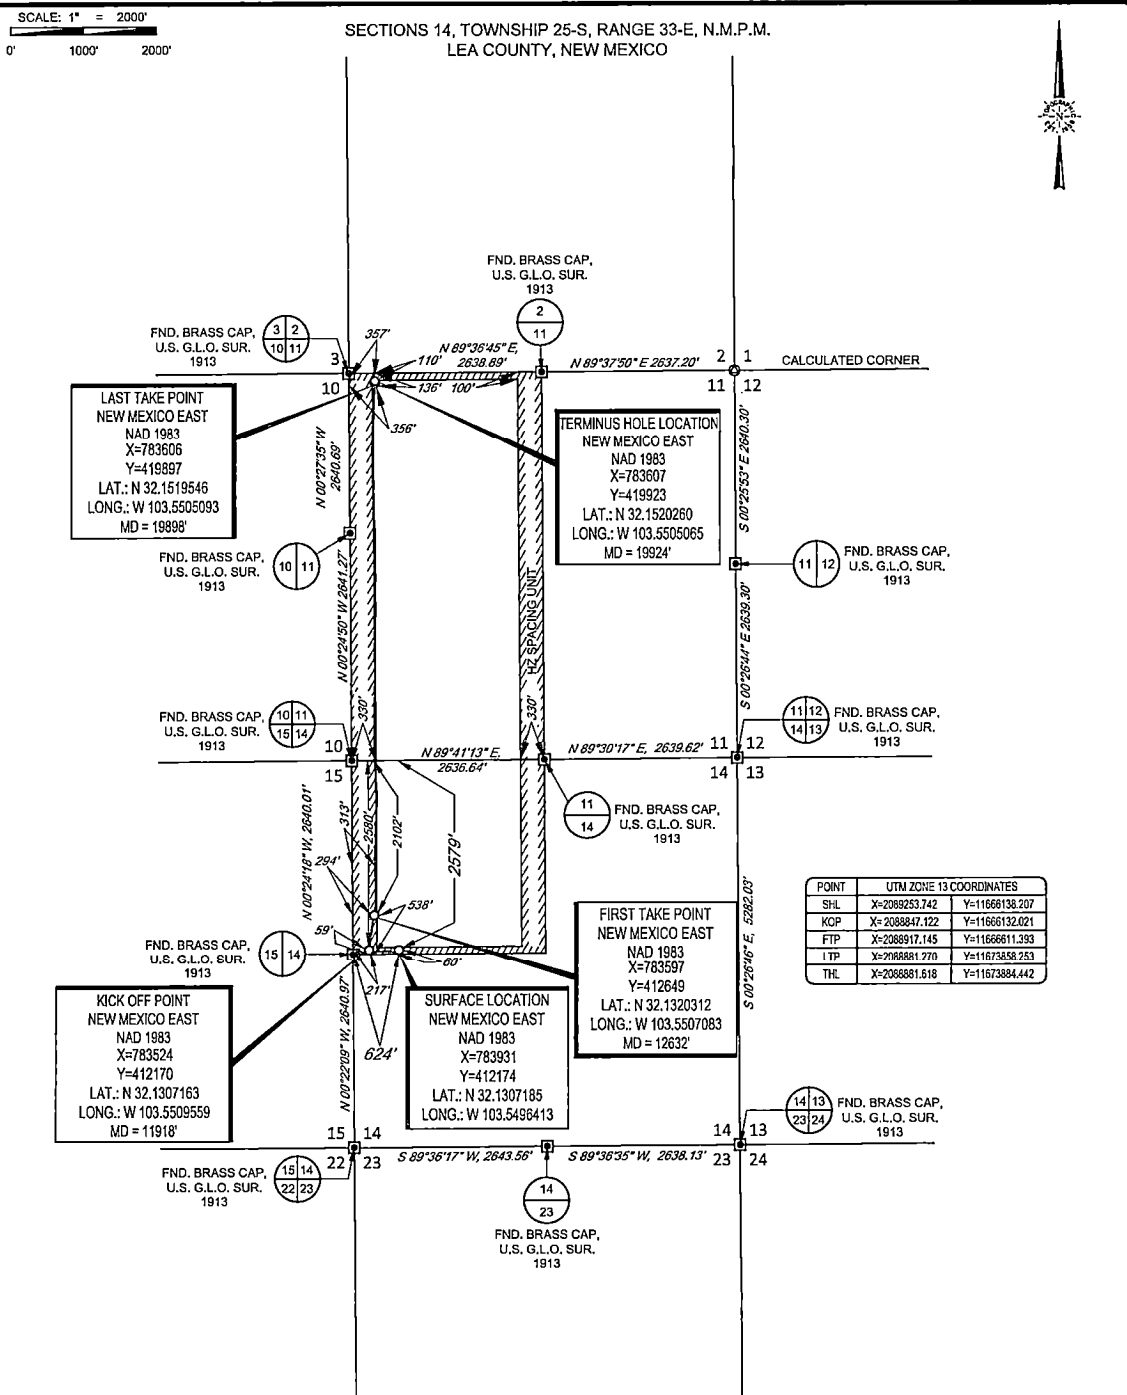 SCALE: 1" = 2000'
0' 1000' 2000'
SECTIONS 14, TOWNSHIP 25-S, RANGE 33-E, N.M.P.M.
LEA COUNTY, NEW MEXICO
N
FND. BRASS CAP,
U.S. G.L.O. SUR.
1913
2
11
FND. BRASS CAP,
U.S. G.L.O. SUR.
1913
3 2
10 11
357'
N 89°36'45" E,
2638.89'
110'
136' 100'
N 89°37'50" E 2637.20'
2 1
11 12
CALCULATED CORNER
3
10
356'
LAST TAKE POINT
NEW MEXICO EAST
NAD 1983
X=783606
Y=419897
LAT.: N 32.1519546
LONG.: W 103.5505093
MD = 19898'
TERMINUS HOLE LOCATION
NEW MEXICO EAST
NAD 1983
X=783607
Y=419923
LAT.: N 32.1520260
LONG.: W 103.5505065
MD = 19924'
N 00°27'35" W
2640.69'
S 00°25'53" E 2640.30'
FND. BRASS CAP,
U.S. G.L.O. SUR.
1913
10 11
FND. BRASS CAP,
U.S. G.L.O. SUR.
1913
11 12
HZ SPACING UNIT
N 00°24'50" W 2641.27'
S 00°26'44" E 2639.30'
FND. BRASS CAP,
U.S. G.L.O. SUR.
1913
10 11
15 14
330'
330'
FND. BRASS CAP,
U.S. G.L.O. SUR.
1913
11 12
14 13
10
15
N 89°41'13" E,
2636.64'
N 89°30'17" E, 2639.62'
11 12
14 13
11
14
FND. BRASS CAP,
U.S. G.L.O. SUR.
1913
N 00°24'18" W, 2640.01'
313'
2580'
2102'
2579'
294'
538'
59'
60'
217'
624'
S 00°26'46" E, 5282.03'
POINT UTM ZONE 13 COORDINATES
SHL X=2089253.742 Y=11666138.207
KOP X=2088847.122 Y=11666132.021
FTP X=2088917.145 Y=11666611.393
LTP X=2088881.270 Y=11673858.253
THL X=2088881.618 Y=11673884.442
FND. BRASS CAP,
U.S. G.L.O. SUR.
1913
15 14
FIRST TAKE POINT
NEW MEXICO EAST
NAD 1983
X=783597
Y=412649
LAT.: N 32.1320312
LONG.: W 103.5507083
MD = 12632'
KICK OFF POINT
NEW MEXICO EAST
NAD 1983
X=783524
Y=412170
LAT.: N 32.1307163
LONG.: W 103.5509559
MD = 11918'
SURFACE LOCATION
NEW MEXICO EAST
NAD 1983
X=783931
Y=412174
LAT.: N 32.1307185
LONG.: W 103.5496413
N 00°22'09" W, 2640.97'
15 14
22 23
S 89°36'17" W, 2643.56'
S 89°36'35" W, 2638.13'
14 13
23 24
14 13
23 24
FND. BRASS CAP,
U.S. G.L.O. SUR.
1913
FND. BRASS CAP,
U.S. G.L.O. SUR.
1913
15 14
22 23
14
23
FND. BRASS CAP,
U.S. G.L.O. SUR.
1913